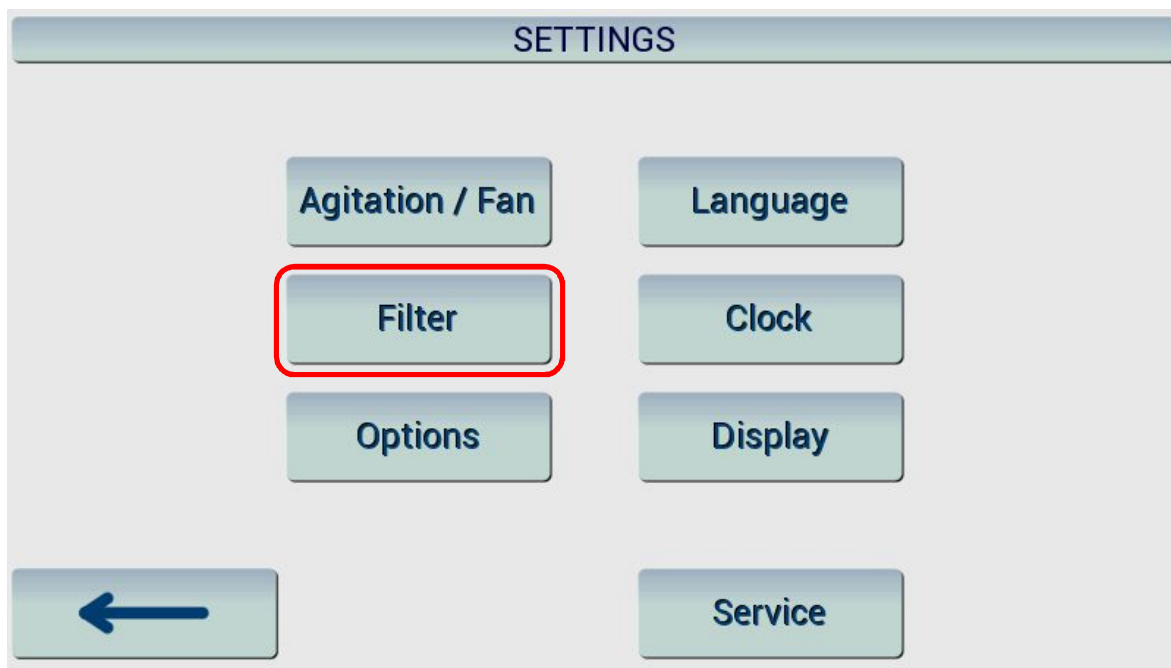 SETTINGS
Agitation / Fan
Language
Filter
Clock
Options
Display
Service